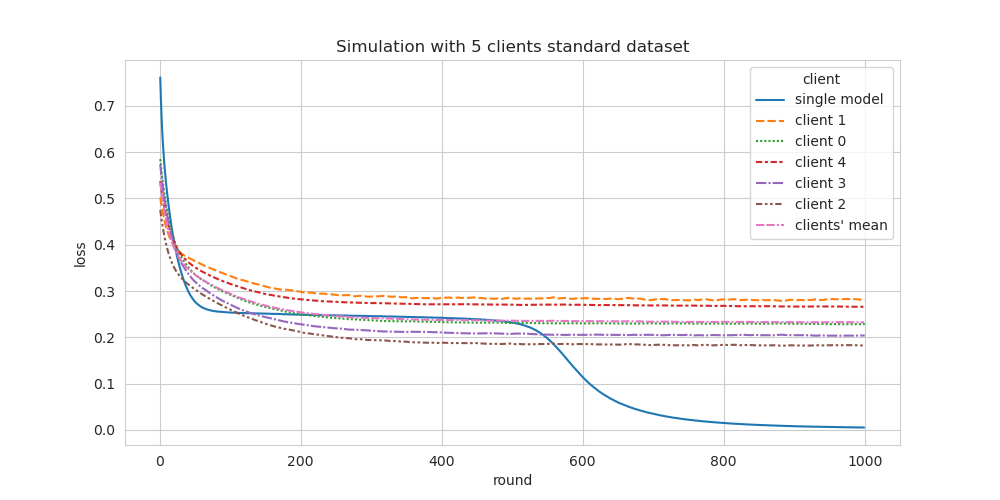 Simulation with 5 clients standard dataset
loss
0.7
0.6
0.5
0.4
0.3
0.2
0.1
0.0
client
single model
client 1
client 0
client 4
client 3
client 2
clients' mean
0
200
400
600
800
1000
round